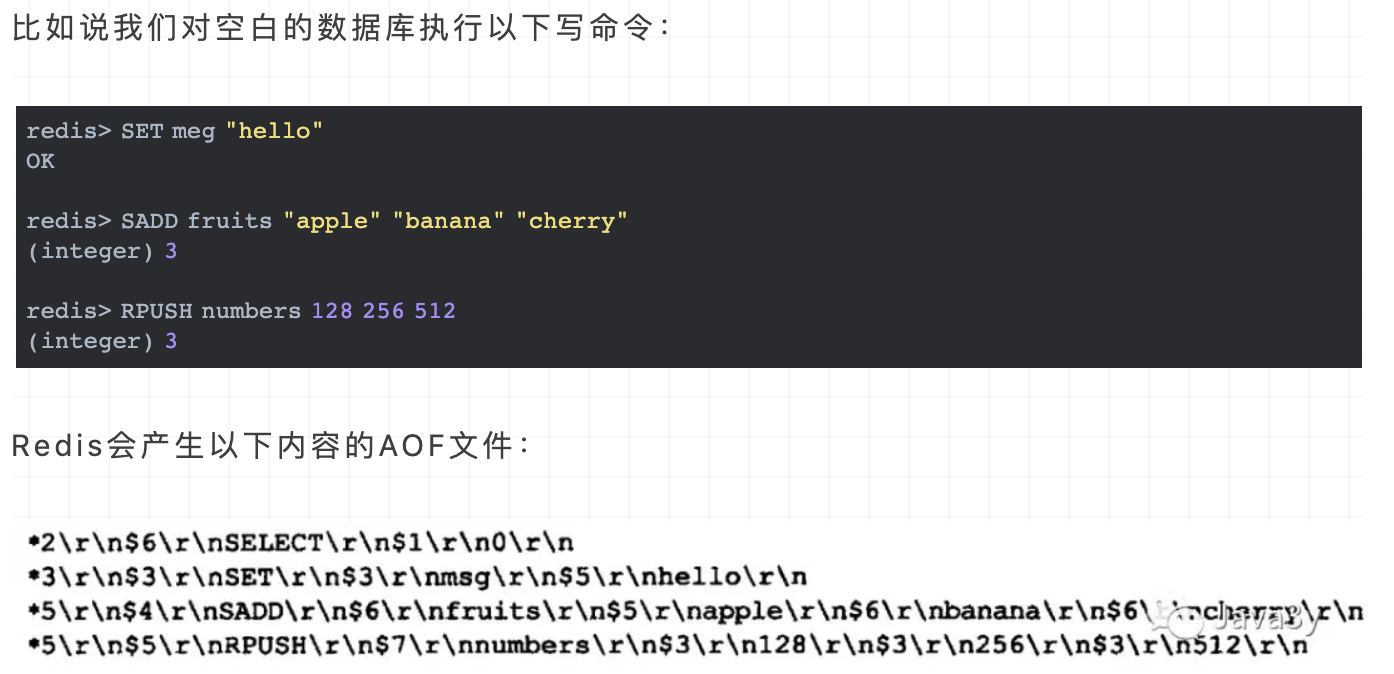 比如说我们对空白的数据库执行以下写命令：
redis> SET meg "hello"
OK
redis> SADD fruits "apple" "banana" "cherry"
(integer) 3
redis> RPUSH numbers 128 256 512
(integer) 3
Redis会产生以下内容的AOF文件：
*2\r\n$6\r\nSELECT\r\n$1\r\n0\r\n
*3\r\n$3\r\nSET\r\n$3\r\nmsg\r\n$5\r\nhello\r\n
*5\r\n$4\r\nSADD\r\n$6\r\nfruits\r\n$5\r\napple\r\n$6\r\nbanana\r\n$6\r\ncherry\r\n
*5\r\n$5\r\nRPUSH\r\n$7\r\nnumbers\r\n$3\r\n128\r\n$3\r\n256\r\n$3\r\n512\r\n
Java3y